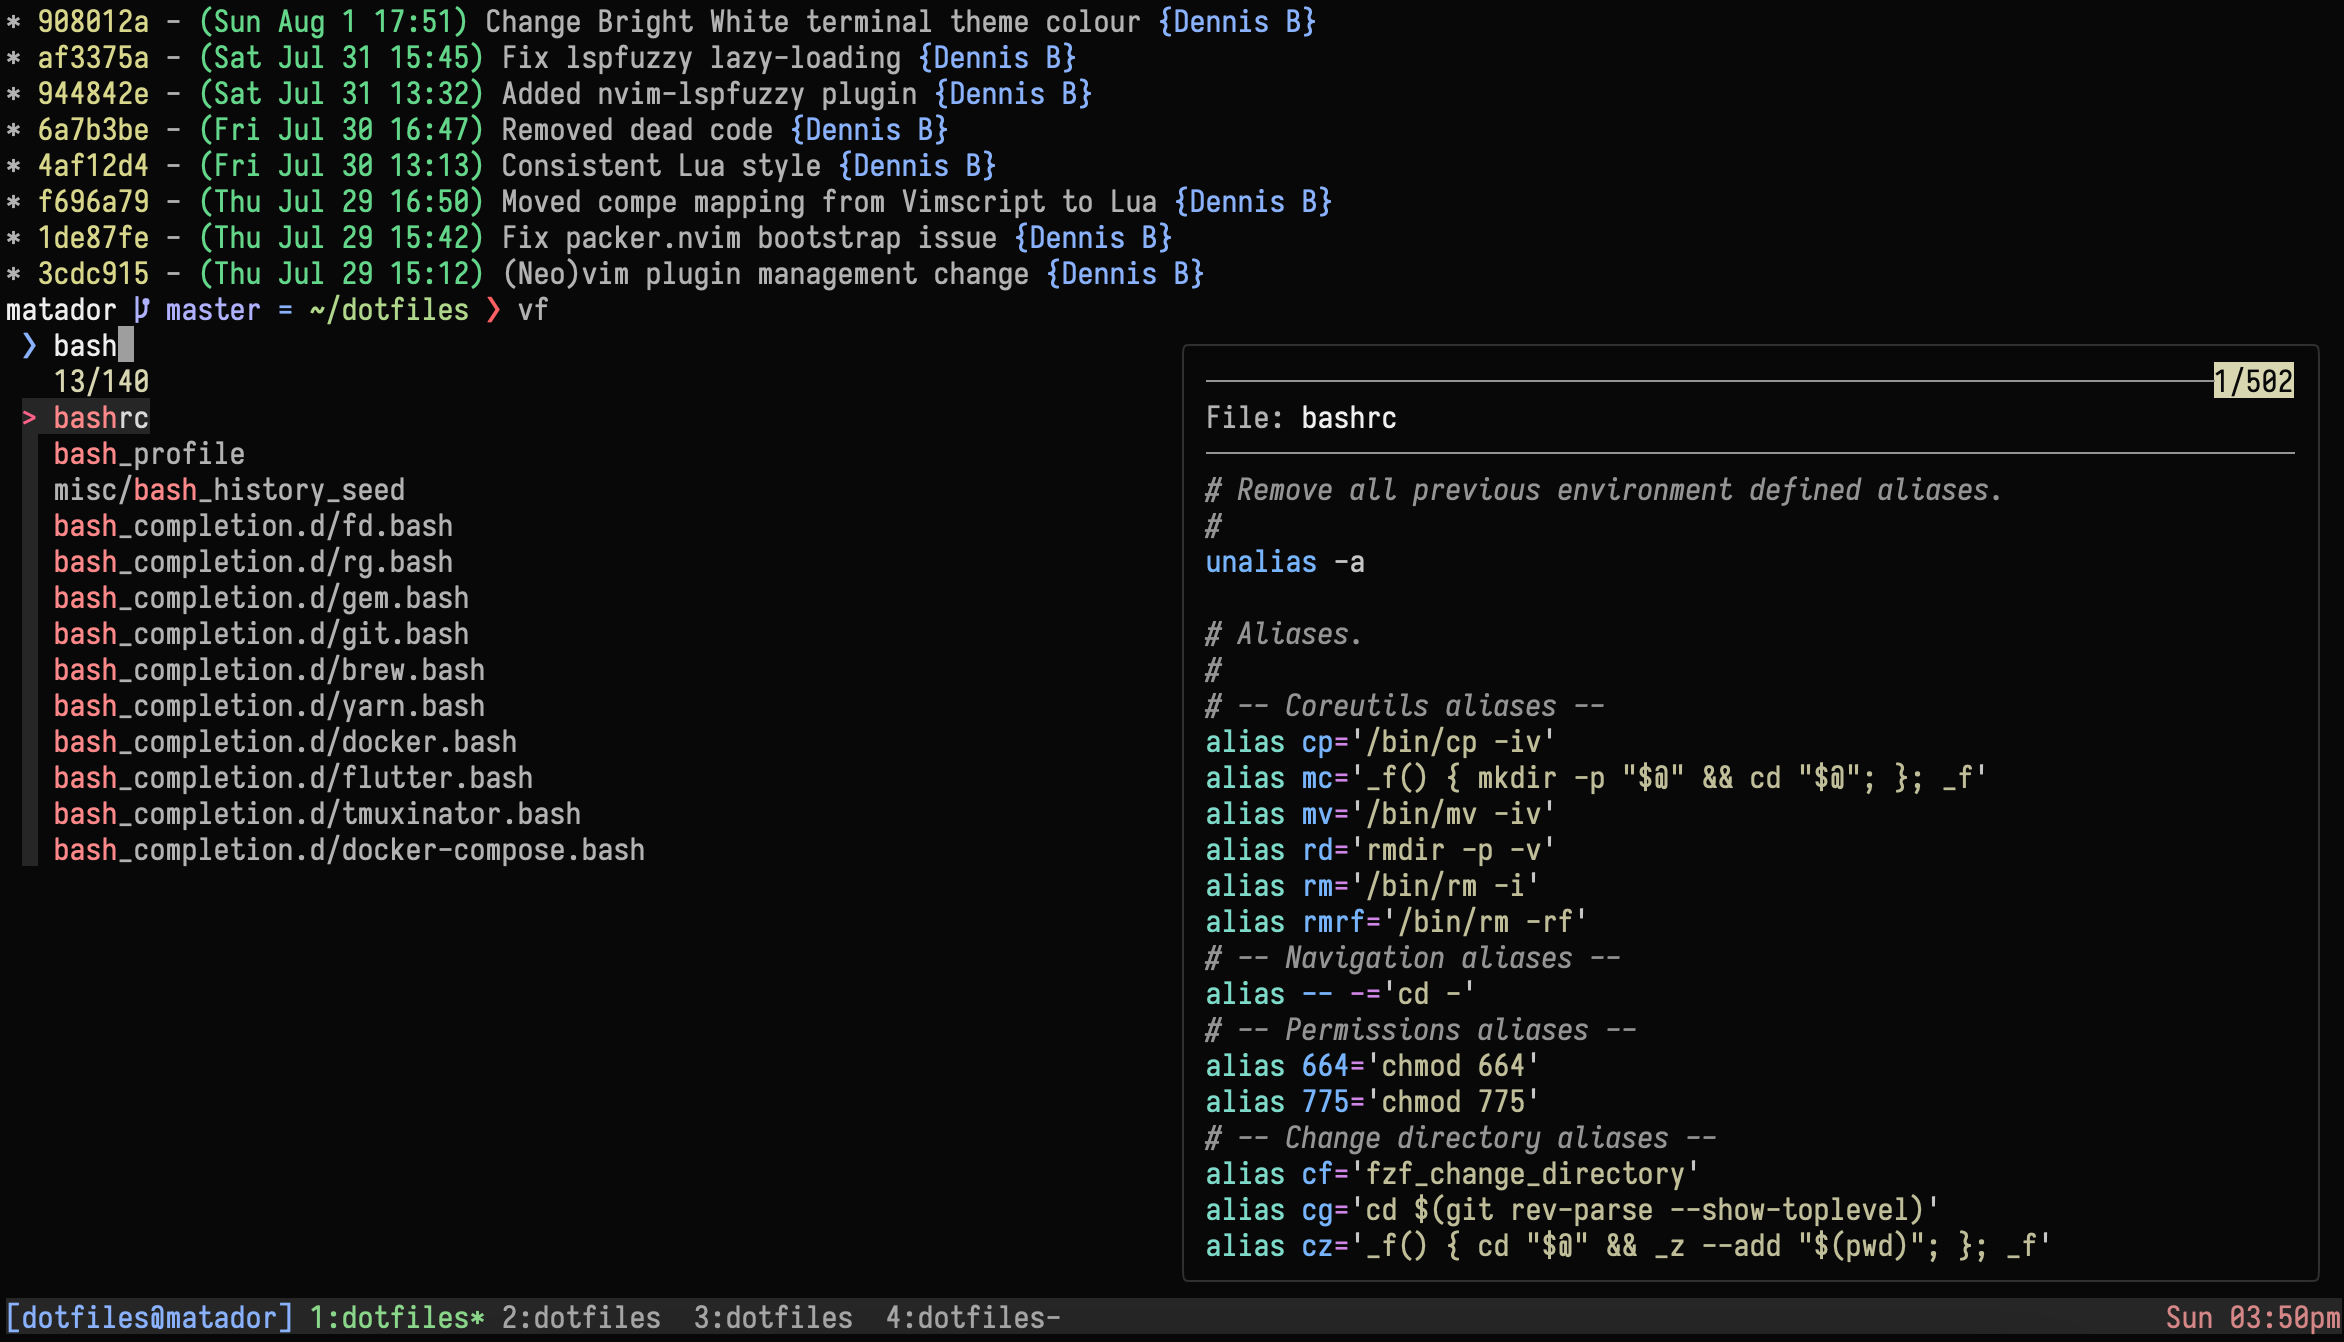 * 908012a - (Sun Aug 1 17:51) Change Bright White terminal theme colour {Dennis B}
* af3375a - (Sat Jul 31 15:45) Fix lspfuzzy lazy-loading {Dennis B}
* 944842e - (Sat Jul 31 13:32) Added nvim-lspfuzzy plugin {Dennis B}
* 6a7b3be - (Fri Jul 30 16:47) Removed dead code {Dennis B}
* 4af12d4 - (Fri Jul 30 13:13) Consistent Lua style {Dennis B}
* f696a79 - (Thu Jul 29 16:50) Moved compe mapping from Vimscript to Lua {Dennis B}
* 1de87fe - (Thu Jul 29 15:42) Fix packer.nvim bootstrap issue {Dennis B}
* 3cdc915 - (Thu Jul 29 15:12) (Neo)vim plugin management change {Dennis B}
matador master = ~/dotfiles ❯ vf
❯ bash
13/140
> bashrc
bash_profile
misc/bash_history_seed
bash_completion.d/fd.bash
bash_completion.d/rg.bash
bash_completion.d/gem.bash
bash_completion.d/git.bash
bash_completion.d/brew.bash
bash_completion.d/yarn.bash
bash_completion.d/docker.bash
bash_completion.d/flutter.bash
bash_completion.d/tmuxinator.bash
bash_completion.d/docker-compose.bash
1/502
File: bashrc
# Remove all previous environment defined aliases.
#
unalias -a
# Aliases.
#
# -- Coreutils aliases --
alias cp='/bin/cp -iv'
alias mc='_f() { mkdir -p "$@" && cd "$@"; }; _f'
alias mv='/bin/mv -iv'
alias rd='rmdir -p -v'
alias rm='/bin/rm -i'
alias rmrf='/bin/rm -rf'
# -- Navigation aliases --
alias -- -='cd -'
# -- Permissions aliases --
alias 664='chmod 664'
alias 775='chmod 775'
# -- Change directory aliases --
alias cf='fzf_change_directory'
alias cg='cd $(git rev-parse --show-toplevel)'
alias cz='_f() { cd "$@" && _z --add "$(pwd)"; }; _f'
[dotfiles@matador] 1:dotfiles* 2:dotfiles 3:dotfiles 4:dotfiles- Sun 03:50pm